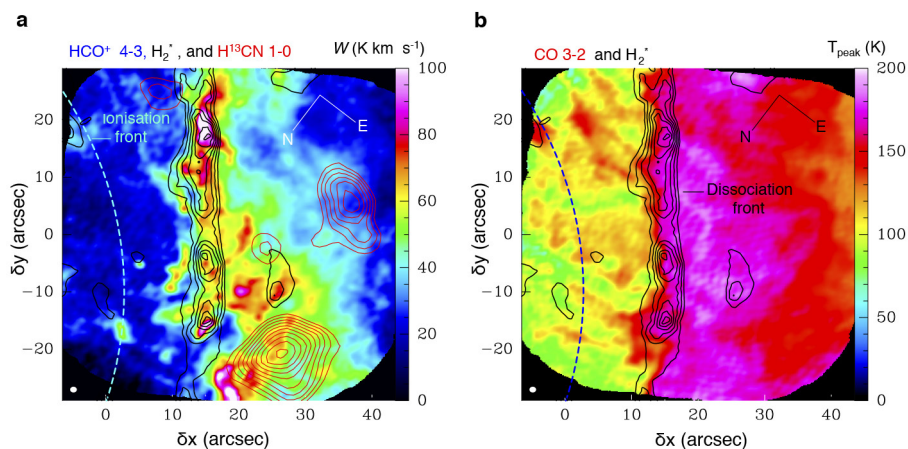 a
HCO⁺ 4-3, H₂*, and H¹³CN 1-0
W (K km s⁻¹)
Ionisation
front
N
E
20
10
0
−10
−20
δy (arcsec)
0
10
20
30
40
δx (arcsec)
100
80
60
40
20
0
b
CO 3-2 and H₂*
T_peak (K)
N
E
Dissociation
front
20
10
0
−10
−20
δy (arcsec)
0
10
20
30
40
δx (arcsec)
200
150
100
50
0